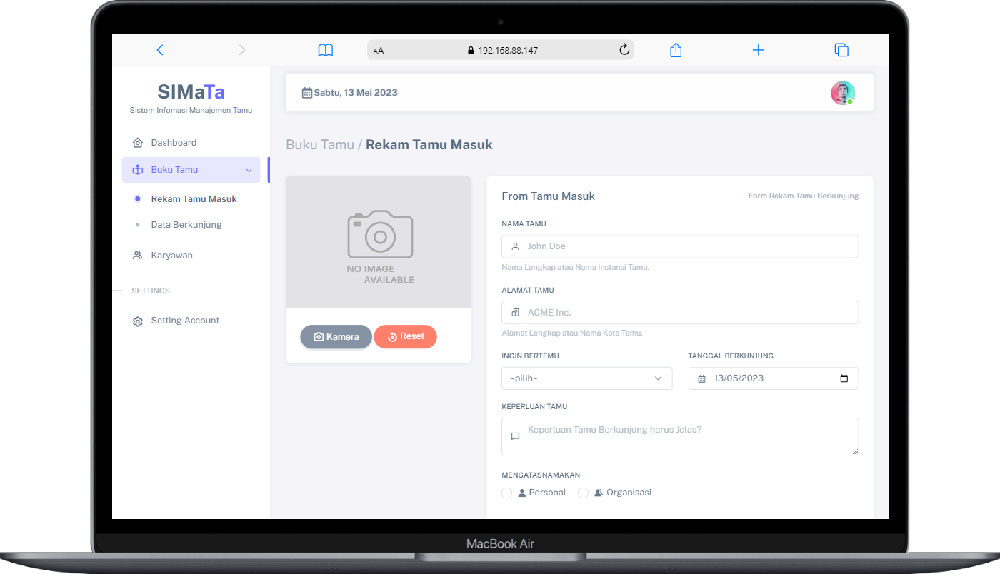 AA
192.168.88.147
SIMaTa
Sistem Infomasi Manajemen Tamu
Dashboard
Buku Tamu
Rekam Tamu Masuk
Data Berkunjung
Karyawan
SETTINGS
Setting Account
Sabtu, 13 Mei 2023
Buku Tamu / Rekam Tamu Masuk
NO IMAGE
AVAILABLE
Kamera
Reset
From Tamu Masuk
Form Rekam Tamu Berkunjung
NAMA TAMU
John Doe
Nama Lengkap atau Nama Instansi Tamu.
ALAMAT TAMU
ACME Inc.
Alamat Lengkap atau Nama Kota Tamu.
INGIN BERTEMU
- pilih -
TANGGAL BERKUNJUNG
13/05/2023
KEPERLUAN TAMU
Keperluan Tamu Berkunjung harus Jelas?
MENGATASNAMAKAN
Personal
Organisasi
MacBook Air